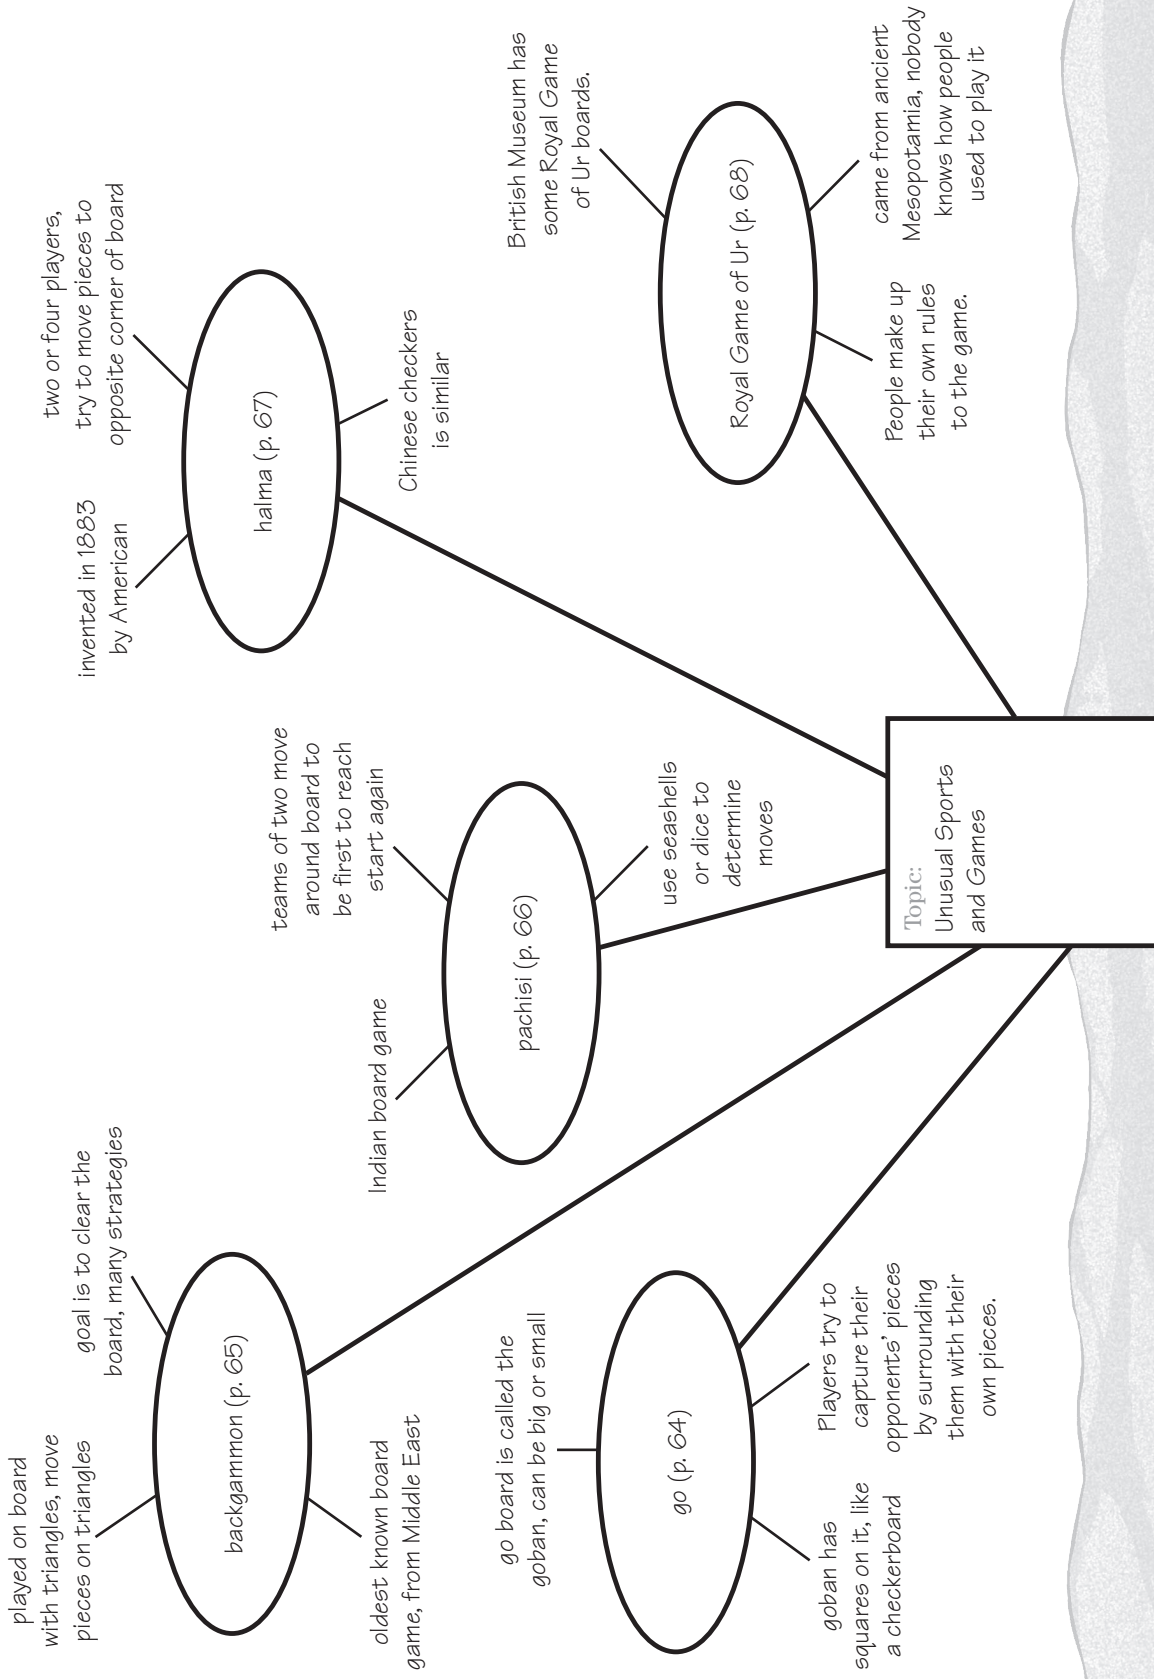 played on board
with triangles, move
pieces on triangles
goal is to clear the
board, many strategies
backgammon (p. 65)
oldest known board
game, from Middle East
go board is called the
goban, can be big or small
go (p. 64)
goban has
squares on it, like
a checkerboard
Players try to
capture their
opponents’ pieces
by surrounding
them with their
own pieces.
Indian board game
teams of two move
around board to
be first to reach
start again
pachisi (p. 66)
use seashells
or dice to
determine
moves
invented in 1883
by American
two or four players,
try to move pieces to
opposite corner of board
halma (p. 67)
Chinese checkers
is similar
British Museum has
some Royal Game
of Ur boards.
Royal Game of Ur (p. 68)
People make up
their own rules
to the game.
came from ancient
Mesopotamia, nobody
knows how people
used to play it
Topic:
Unusual Sports
and Games